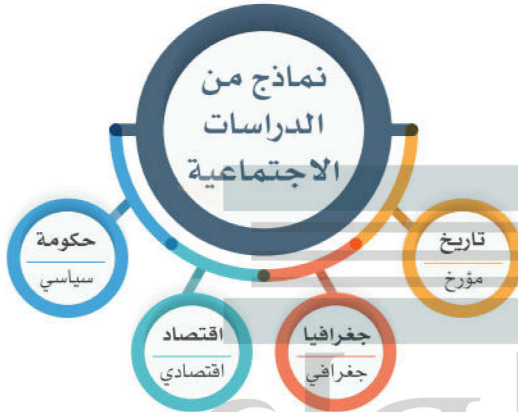 نماذج من
الدراسات
الاجتماعية
تاريخ
مؤرخ
جغرافيا
جغرافي
اقتصاد
اقتصادي
حكومة
سياسي